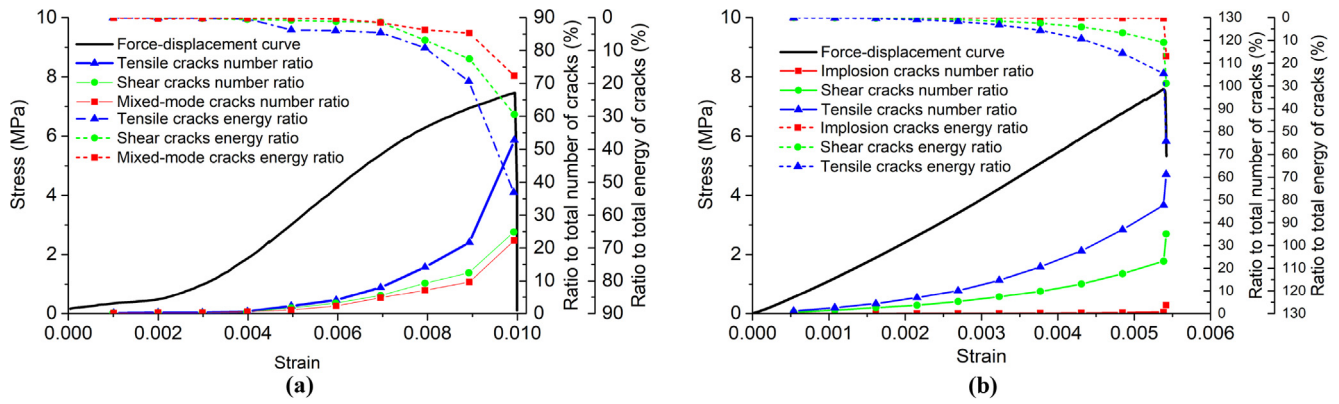 10
8
6
4
2
0
Stress (MPa)
Force-displacement curve
Tensile cracks number ratio
Shear cracks number ratio
Mixed-mode cracks number ratio
Tensile cracks energy ratio
Shear cracks energy ratio
Mixed-mode cracks energy ratio
0.000 0.002 0.004 0.006 0.008 0.010
Strain
90
80
70
60
50
40
30
20
10
0
Ratio to total number of cracks (%)
0
10
20
30
40
50
60
70
80
90
Ratio to total energy of cracks (%)
(a)
10
8
6
4
2
0
Stress (MPa)
Force-displacement curve
Implosion cracks number ratio
Shear cracks number ratio
Tensile cracks number ratio
Implosion cracks energy ratio
Shear cracks energy ratio
Tensile cracks energy ratio
0.000 0.001 0.002 0.003 0.004 0.005 0.006
Strain
130
120
110
100
90
80
70
60
50
40
30
20
10
0
Ratio to total number of cracks (%)
0
10
20
30
40
50
60
70
80
90
100
110
120
130
Ratio to total energy of cracks (%)
(b)